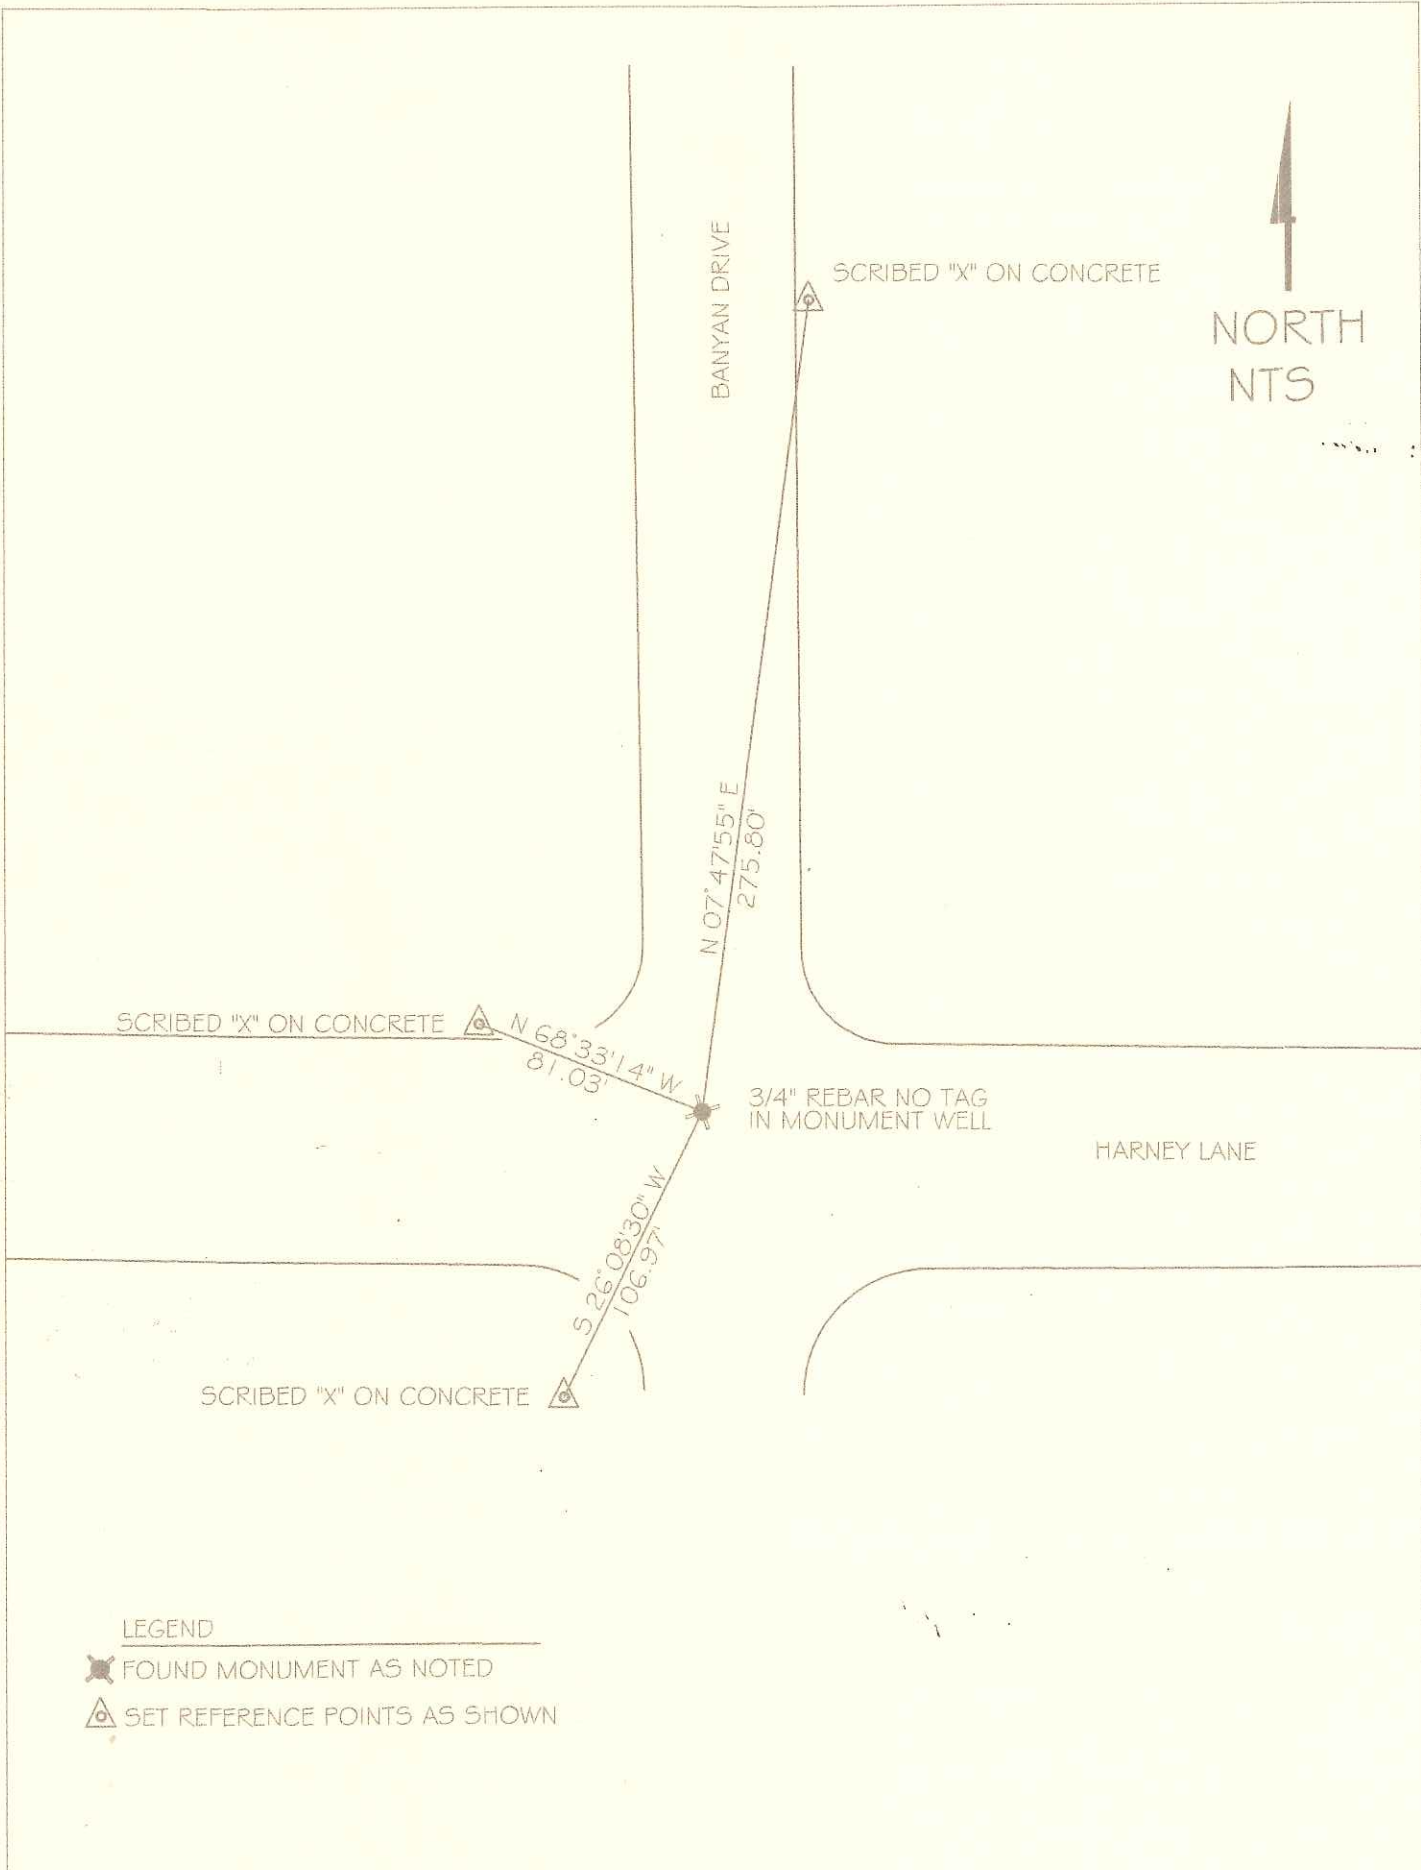 BANYAN DRIVE
SCRIBED "X" ON CONCRETE
NORTH
NTS
N 07°47'55" E
275.80'
SCRIBED "X" ON CONCRETE
N 68°33'14" W
81.03'
3/4" REBAR NO TAG
IN MONUMENT WELL
HARNEY LANE
S 26°08'30" W
106.97'
SCRIBED "X" ON CONCRETE
LEGEND
FOUND MONUMENT AS NOTED
SET REFERENCE POINTS AS SHOWN